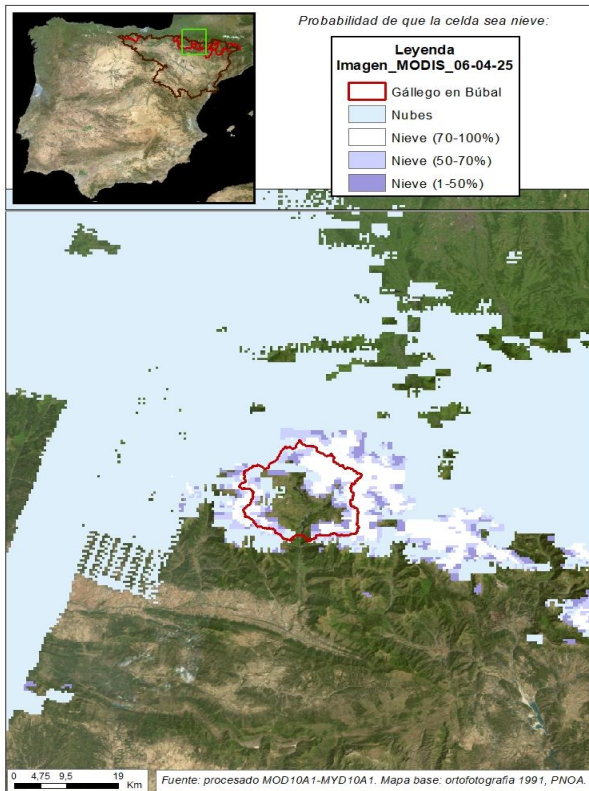 Probabilidad de que la celda sea nieve:
Leyenda
Imagen_MODIS_06-04-25
Gállego en Búbal
Nubes
Nieve (70-100%)
Nieve (50-70%)
Nieve (1-50%)
0 4,75 9,5 19
Km
Fuente: procesado MOD10A1-MYD10A1. Mapa base: ortofotografia 1991, PNOA.